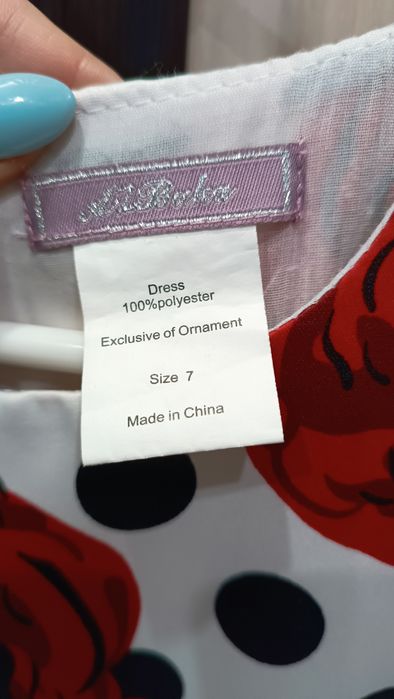 Dress
100%polyester
Exclusive of Ornament
Size 7
Made in China